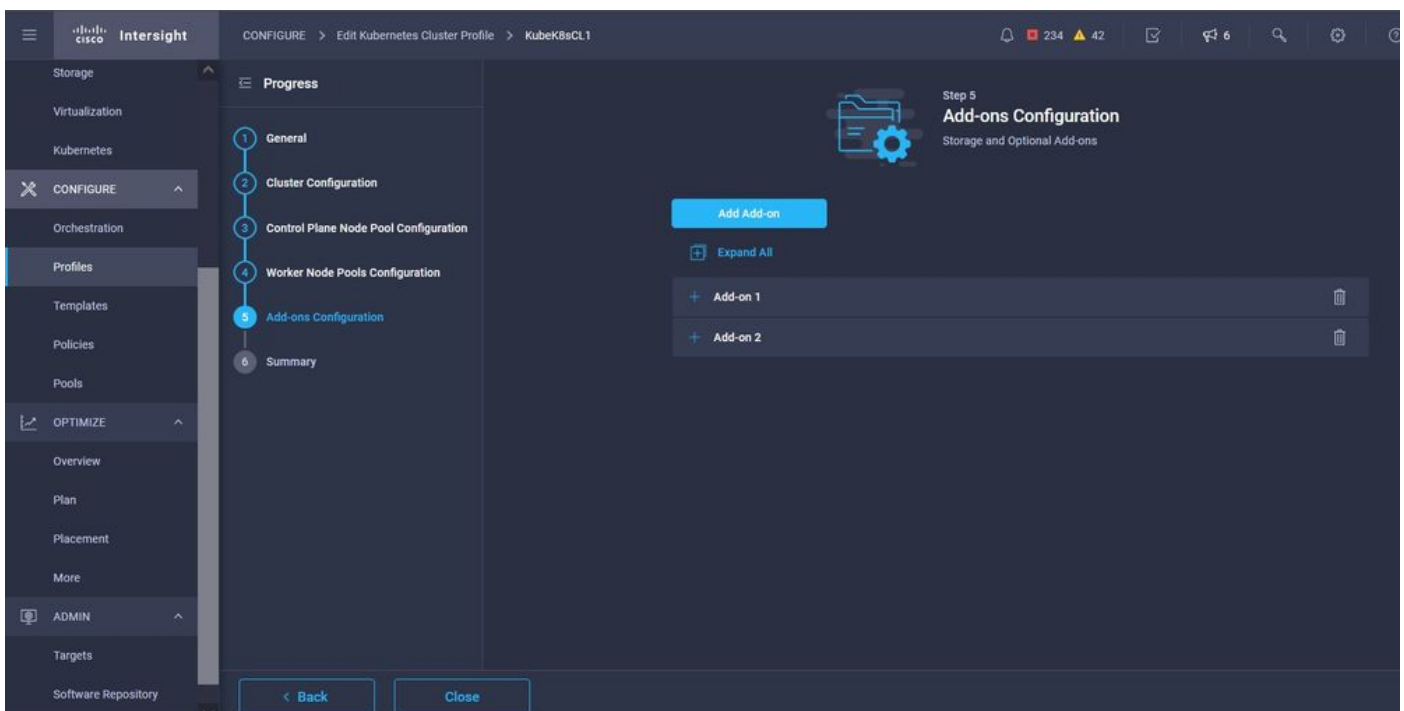 cisco Intersight
CONFIGURE > Edit Kubernetes Cluster Profile > KubeK8sCL1
234 42
6
Storage
Virtualization
Kubernetes
CONFIGURE
Orchestration
Profiles
Templates
Policies
Pools
OPTIMIZE
Overview
Plan
Placement
More
ADMIN
Targets
Software Repository
Progress
1 General
2 Cluster Configuration
3 Control Plane Node Pool Configuration
4 Worker Node Pools Configuration
5 Add-ons Configuration
6 Summary
Step 5
Add-ons Configuration
Storage and Optional Add-ons
Add Add-on
Expand All
+ Add-on 1
+ Add-on 2
< Back
Close